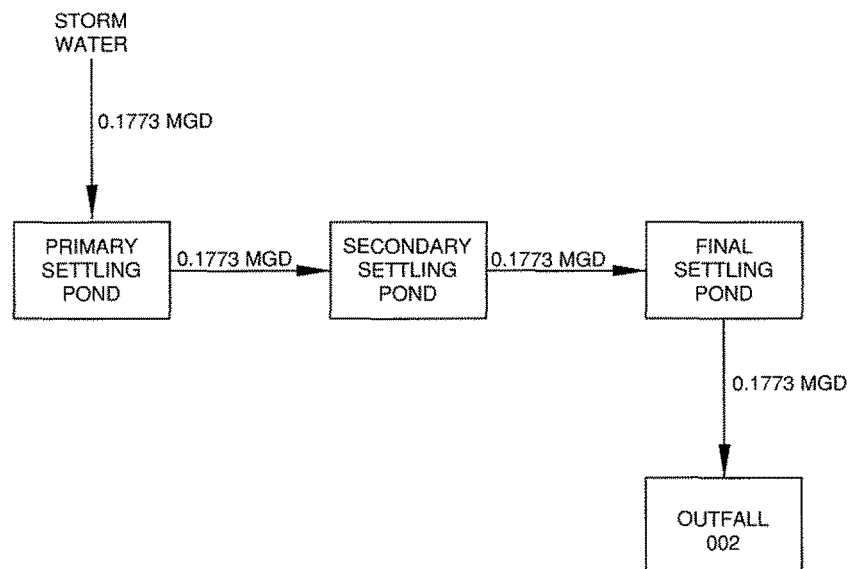 STORM
WATER
0.1773 MGD
PRIMARY
SETTLING
POND
0.1773 MGD
SECONDARY
SETTLING
POND
0.1773 MGD
FINAL
SETTLING
POND
0.1773 MGD
OUTFALL
002